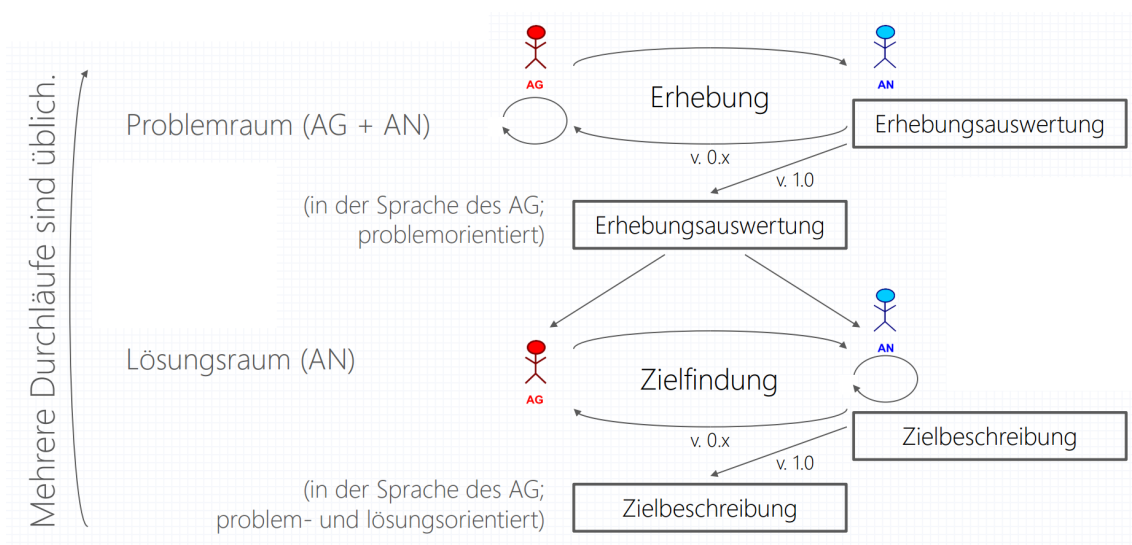 Mehrere Durchläufe sind üblich.
AG
AN
Problemraum (AG + AN)
Erhebung
Erhebungsauswertung
v. 0.x
v. 1.0
(in der Sprache des AG;
problemorientiert)
Erhebungsauswertung
AN
Lösungsraum (AN)
AG
Zielfindung
Zielbeschreibung
v. 0.x
v. 1.0
(in der Sprache des AG;
problem- und lösungsorientiert)
Zielbeschreibung